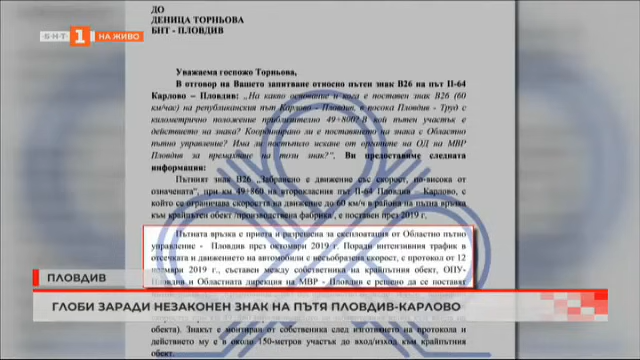 ДО
ДЕНИЦА ТОРНЬОВА
БНТ - ПЛОВДИВ
БНТ 1 НА ЖИВО
Уважаема госпожо Торньова,
В отговор на Вашето запитване относно пътен знак В26 на път II-64
Карлово – Пловдив: „На какво основание и кога е поставен знак В26 (60
км/час) на републиканския път Карлово - Пловдив, в посока Пловдив - Труд с
километрично положение приблизително 49+800? В кой пътен участък е
действието на знака? Координирано ли е поставянето на знака с Областно
пътно управление? Има ли постъпило искане от органите на ОД на МВР
Пловдив за премахване на този знак?". Ви предоставяме следната
информация:
Пътният знак В26 „Забранено е движение със скорост, по-висока от
означената", при км 49+860 на второкласния път II-64 Пловдив – Карлово, с
който се ограничава скоростта на движение до 60 км/ч в района на пътна връзка
към крайпътен обект /производствена фабрика/, е поставен през 2019 г.
Пътната връзка е приета и разрешена за експлоатация от Областно пътно
управление - Пловдив през октомври 2019 г. Поради интензивния трафик в
отсечката и движението на автомобили с несъобразена скорост, с протокол от 12
ноември 2019 г., съставен между собственика на крайпътния обект, ОПУ-
Пловдив и Областната дирекция на МВР - Пловдив е решено да се поставят
ПЛОВДИВ
ГЛОБИ ЗАРАДИ НЕЗАКОНЕН ЗНАК НА ПЪТЯ ПЛОВДИВ-КАРЛОВО
обекта). Знакът е монтиран от собственика след изготвянето на протокола и
действието му е в около 150-метров участък до вход/изход към крайпътния
обект.